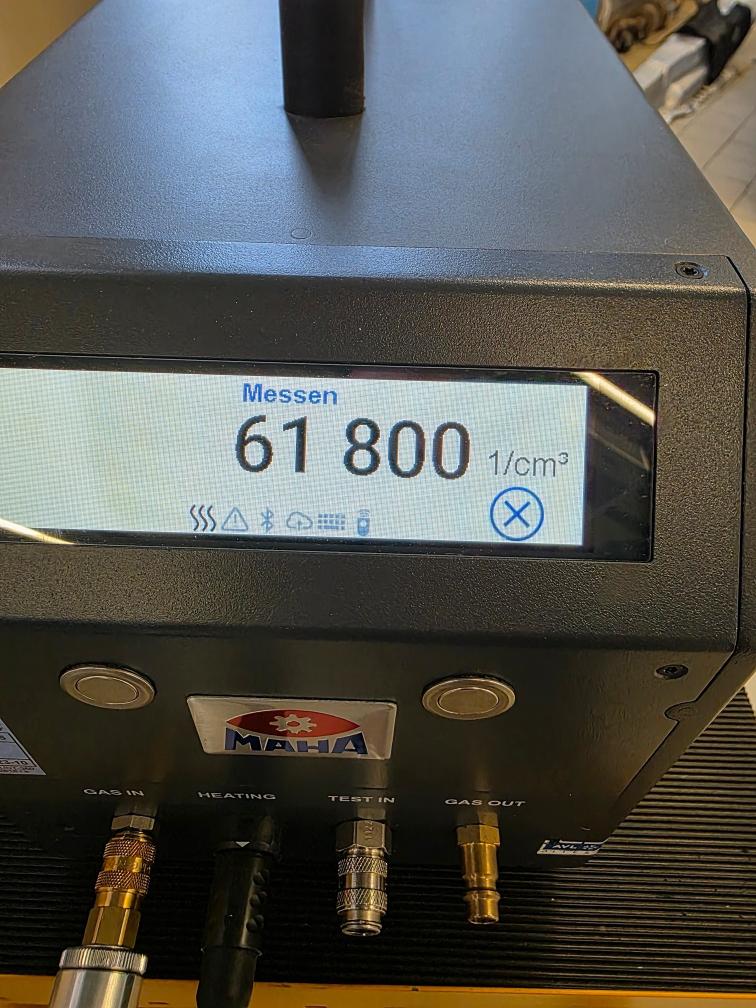 Messen
61 800 1/cm³
MAHA
GAS IN
HEATING
TEST IN
GAS OUT